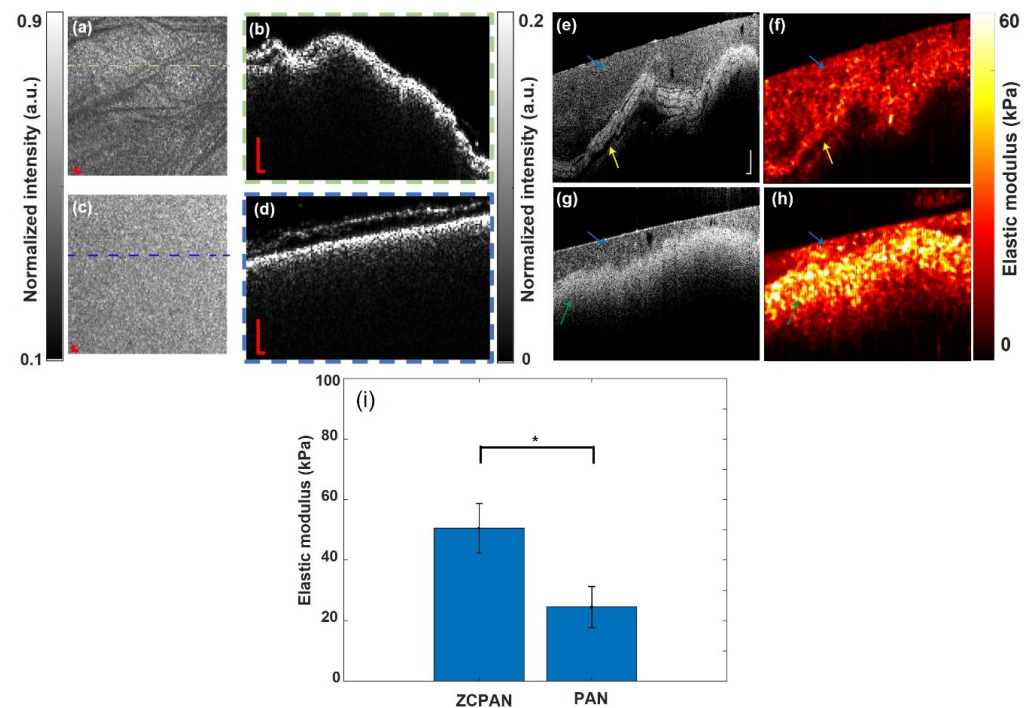 0.9
Normalized intensity (a.u.)
0.1
(a)
(b)
(c)
(d)
0.2
Normalized intensity (a.u.)
0
(e)
(f)
(g)
(h)
60
Elastic modulus (kPa)
0
(i)
100
80
60
40
20
0
Elastic modulus (kPa)
*
ZCPAN
PAN